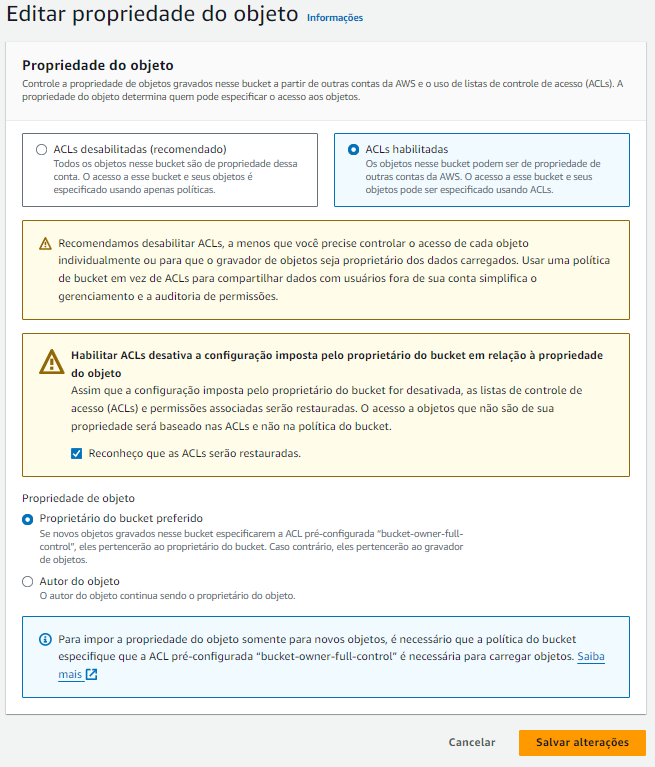 Editar propriedade do objeto Informações
Propriedade do objeto
Controle a propriedade de objetos gravados nesse bucket a partir de outras contas da AWS e o uso de listas de controle de acesso (ACLs). A
propriedade do objeto determina quem pode especificar o acesso aos objetos.
ACLs desabilitadas (recomendado)
Todos os objetos nesse bucket são de propriedade dessa
conta. O acesso a esse bucket e seus objetos é
especificado usando apenas políticas.
ACLs habilitadas
Os objetos nesse bucket podem ser de propriedade de
outras contas da AWS. O acesso a esse bucket e seus
objetos pode ser especificado usando ACLs.
Recomendamos desabilitar ACLs, a menos que você precise controlar o acesso de cada objeto
individualmente ou para que o gravador de objetos seja proprietário dos dados carregados. Usar uma política
de bucket em vez de ACLs para compartilhar dados com usuários fora de sua conta simplifica o
gerenciamento e a auditoria de permissões.
Habilitar ACLs desativa a configuração imposta pelo proprietário do bucket em relação à propriedade
do objeto
Assim que a configuração imposta pelo proprietário do bucket for desativada, as listas de controle de
acesso (ACLs) e permissões associadas serão restauradas. O acesso a objetos que não são de sua
propriedade será baseado nas ACLs e não na política do bucket.
Reconheço que as ACLs serão restauradas.
Propriedade de objeto
Proprietário do bucket preferido
Se novos objetos gravados nesse bucket especificarem a ACL pré-configurada “bucket-owner-full-
control”, eles pertencerão ao proprietário do bucket. Caso contrário, eles pertencerão ao gravador
de objetos.
Autor do objeto
O autor do objeto continua sendo o proprietário do objeto.
Para impor a propriedade do objeto somente para novos objetos, é necessário que a política do bucket
especifique que a ACL pré-configurada “bucket-owner-full-control” é necessária para carregar objetos. Saiba
mais
Cancelar
Salvar alterações